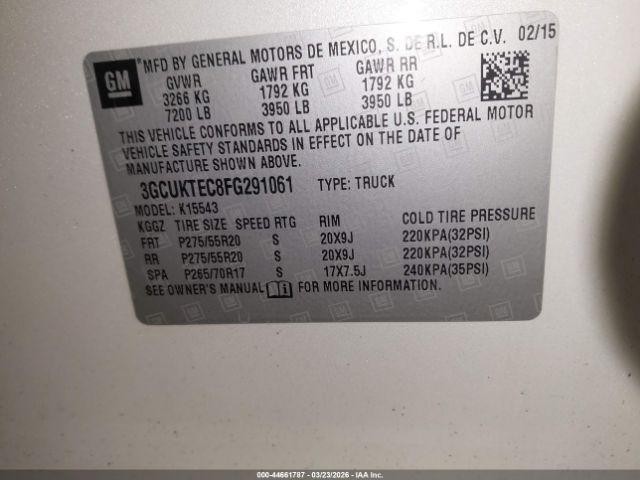 GM
*MFD BY GENERAL MOTORS DE MEXICO, S. DE R.L. DE C.V. 02/15
GVWR GAWR FRT GAWR RR
3266 KG 1792 KG 1792 KG
7200 LB 3950 LB 3950 LB
THIS VEHICLE CONFORMS TO ALL APPLICABLE U.S. FEDERAL MOTOR
VEHICLE SAFETY STANDARDS IN EFFECT ON THE DATE OF
MANUFACTURE SHOWN ABOVE.
3GCUKTEC8FG291061 TYPE: TRUCK
MODEL: K15543
KGGZ TIRE SIZE SPEED RTG RIM COLD TIRE PRESSURE
FRT P275/55R20 S 20X9J 220KPA(32PSI)
RR P275/55R20 S 20X9J 220KPA(32PSI)
SPA P265/70R17 S 17X7.5J 240KPA(35PSI)
SEE OWNER'S MANUAL FOR MORE INFORMATION.
000-44661787 - 03/23/2026 - IAAI.COM